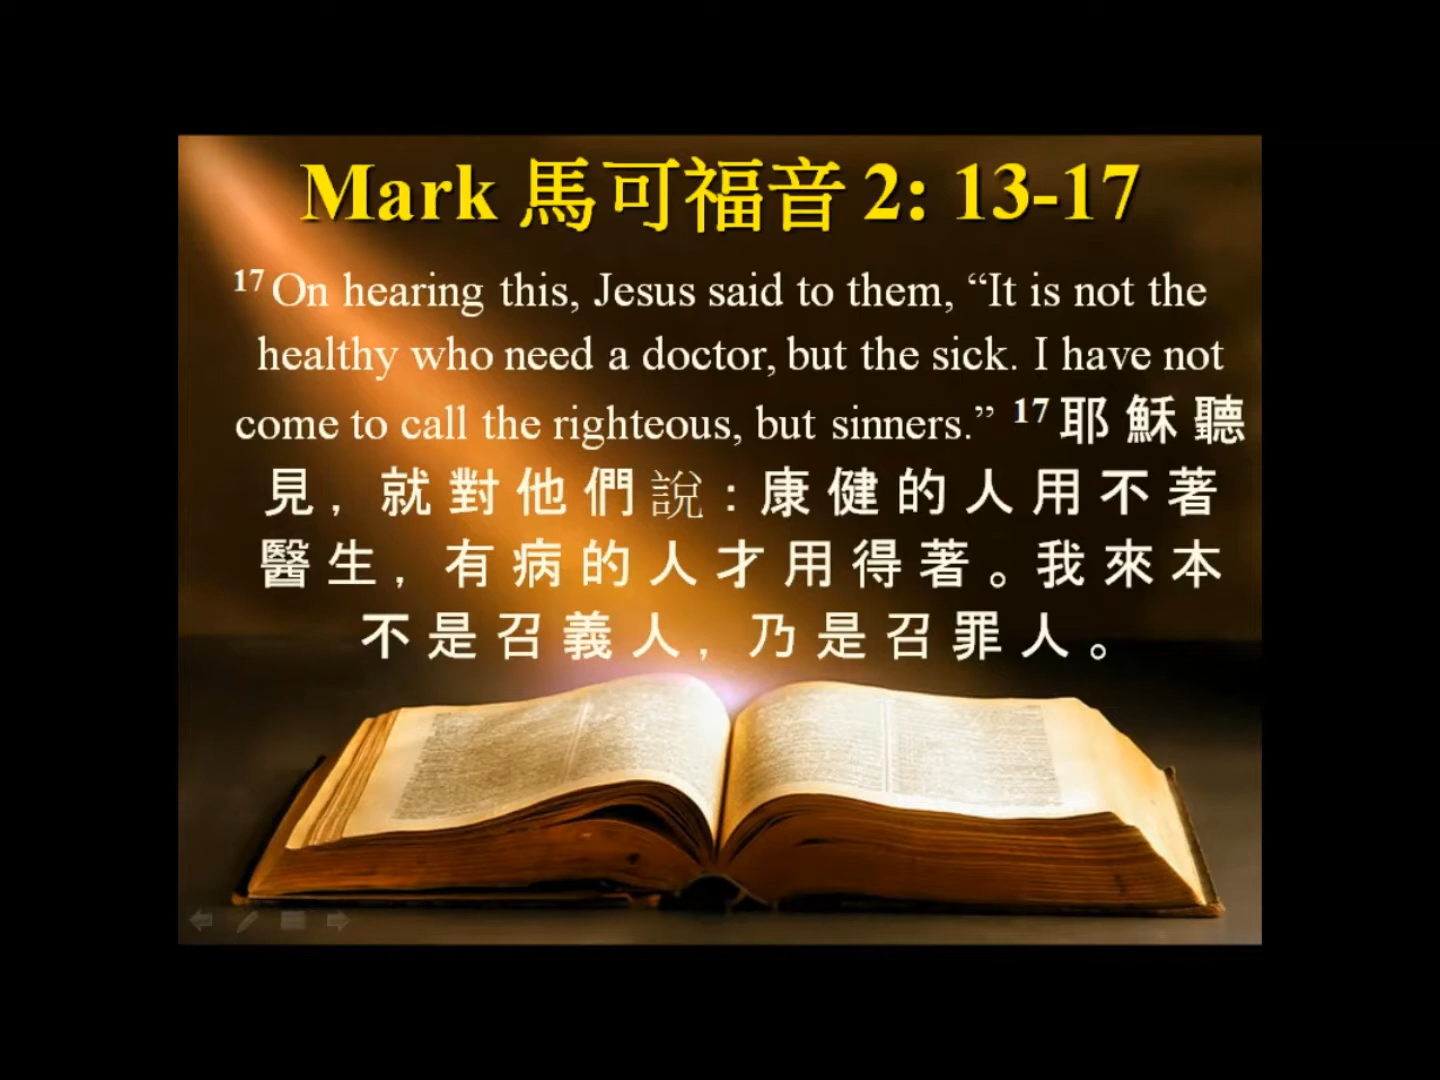 Mark 馬可福音 2: 13-17
17 On hearing this, Jesus said to them, “It is not the
healthy who need a doctor, but the sick. I have not
come to call the righteous, but sinners.” 17 耶 穌 聽
見 ， 就 對 他 們 說 ：康 健 的 人 用 不 著
醫 生 ， 有 病 的 人 才 用 得 著 。我 來 本
不 是 召 義 人 ， 乃 是 召 罪 人 。